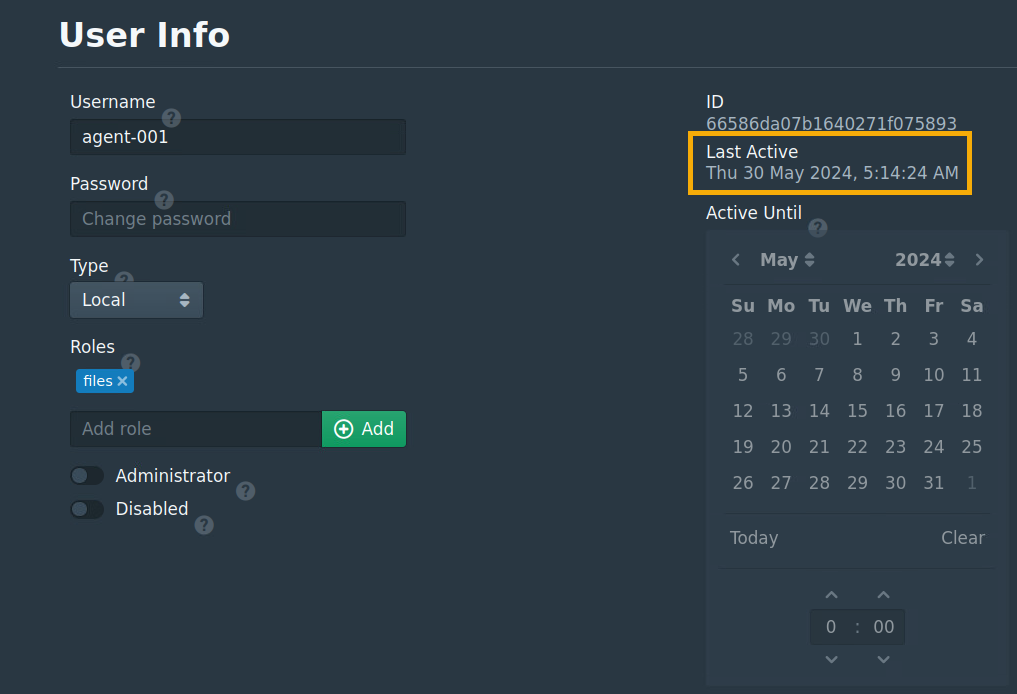 User Info
Username ?
agent-001
Password ?
Change password
Type ?
Local
Roles ?
files ×
Add role
Add
Administrator ?
Disabled ?
ID
66586da07b1640271f075893
Last Active
Thu 30 May 2024, 5:14:24 AM
Active Until ?
May 2024
Su Mo Tu We Th Fr Sa
28 29 30 1 2 3 4
5 6 7 8 9 10 11
12 13 14 15 16 17 18
19 20 21 22 23 24 25
26 27 28 29 30 31 1
Today Clear
0 : 00